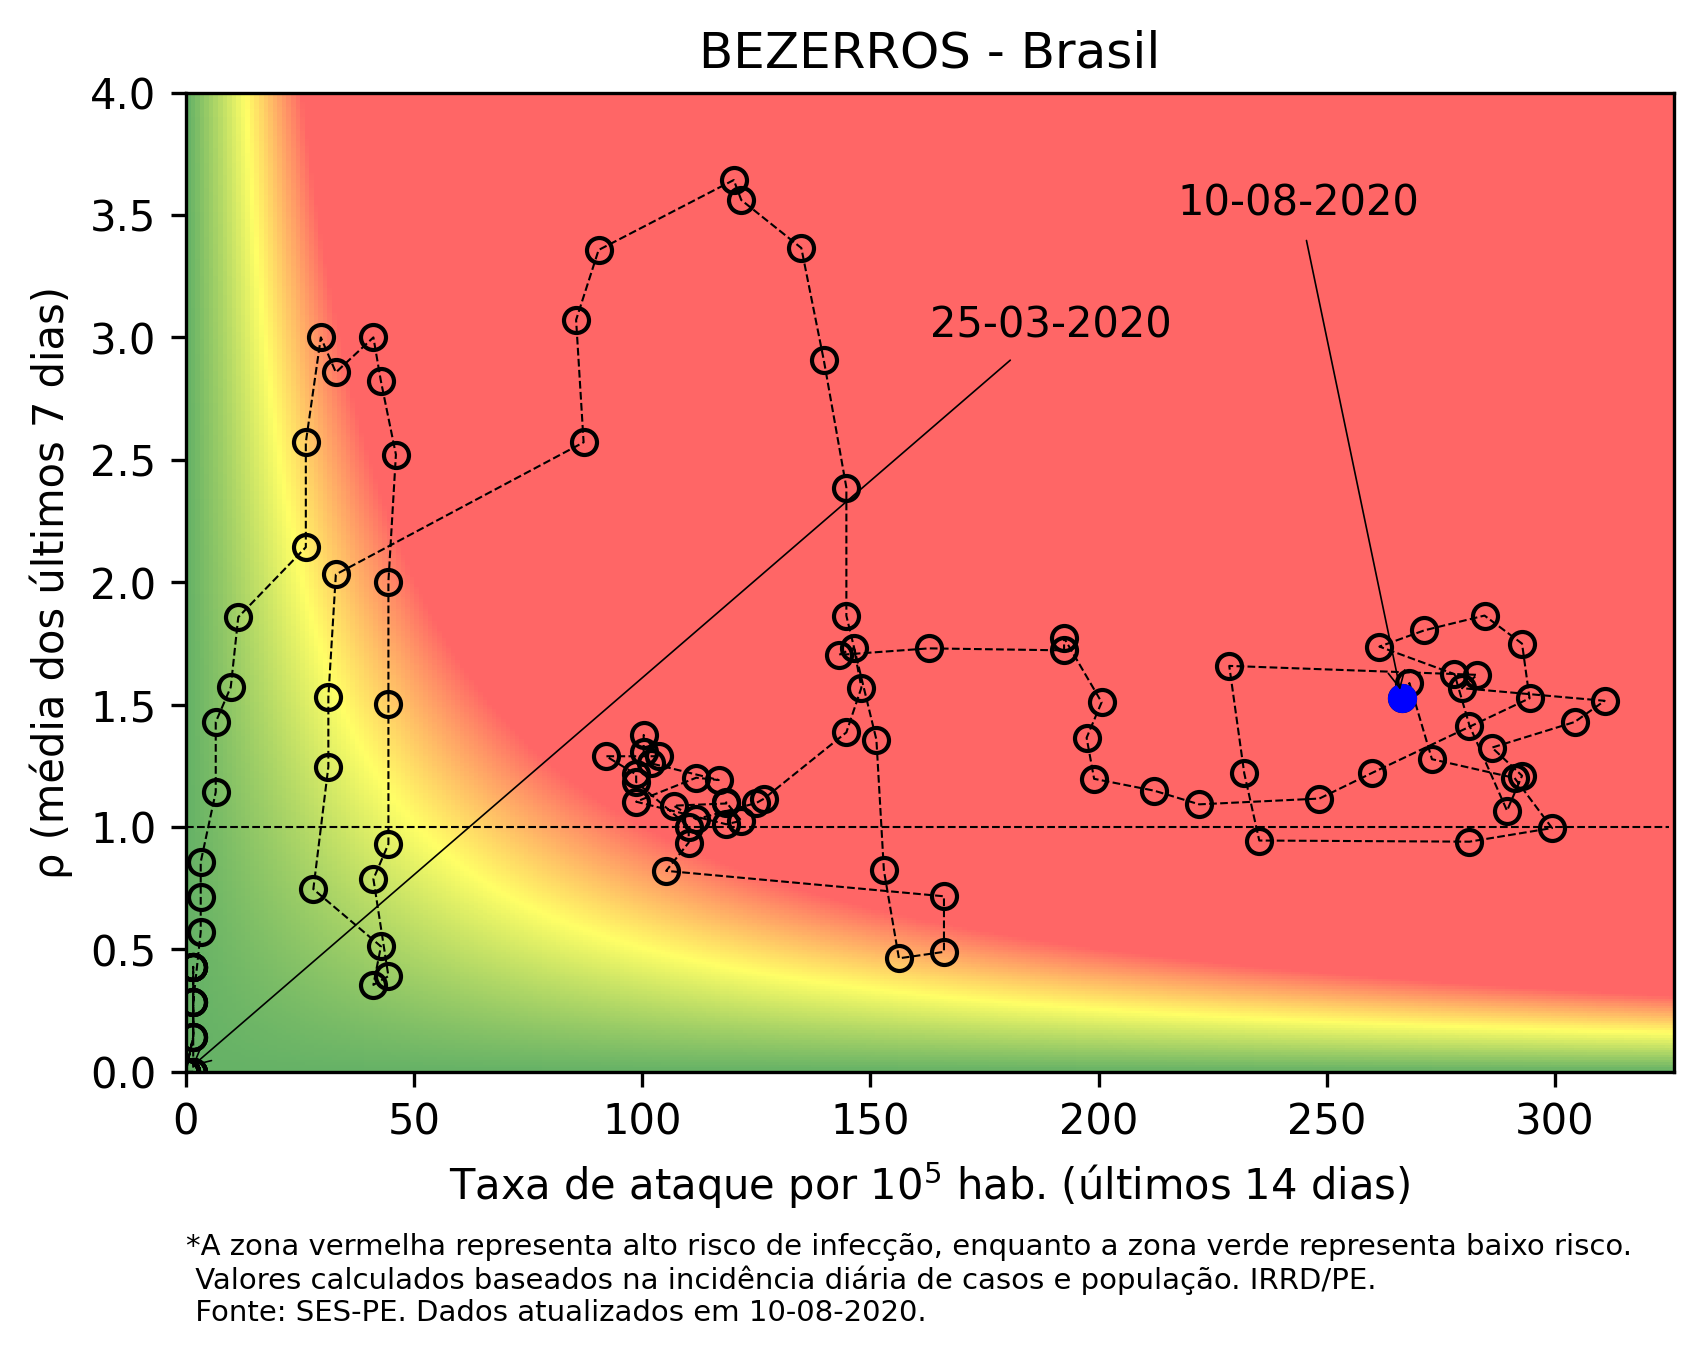 BEZERROS - Brasil
4.0
3.5
3.0
2.5
2.0
1.5
1.0
0.5
0.0
ρ (média dos últimos 7 dias)
10-08-2020
25-03-2020
0 50 100 150 200 250 300
Taxa de ataque por 10⁵ hab. (últimos 14 dias)
*A zona vermelha representa alto risco de infecção, enquanto a zona verde representa baixo risco.
Valores calculados baseados na incidência diária de casos e população. IRRD/PE.
Fonte: SES-PE. Dados atualizados em 10-08-2020.